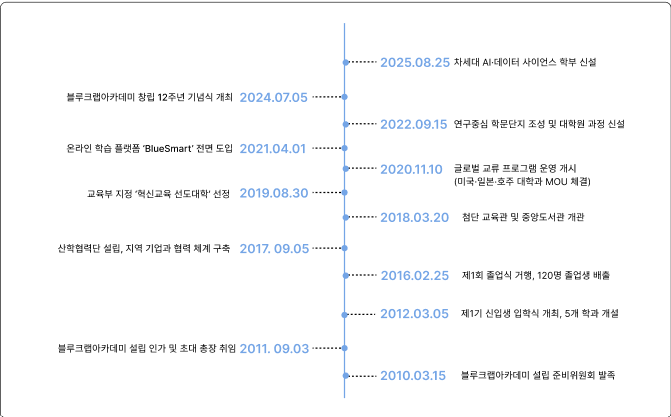 2025.08.25 차세대 AI·데이터 사이언스 학부 신설
블루크랩아카데미 창립 12주년 기념식 개최 2024.07.05
2022.09.15 연구중심 학문단지 조성 및 대학원 과정 신설
온라인 학습 플랫폼 ‘BlueSmart’ 전면 도입 2021.04.01
2020.11.10 글로벌 교류 프로그램 운영 개시
(미국·일본·호주 대학과 MOU 체결)
교육부 지정 ‘혁신교육 선도대학’ 선정 2019.08.30
2018.03.20 첨단 교육관 및 중앙도서관 개관
산학협력단 설립, 지역 기업과 협력 체계 구축 2017. 09.05
2016.02.25 제1회 졸업식 거행, 120명 졸업생 배출
2012.03.05 제1기 신입생 입학식 개최, 5개 학과 개설
블루크랩아카데미 설립 인가 및 초대 총장 취임 2011. 09.03
2010.03.15 블루크랩아카데미 설립 준비위원회 발족